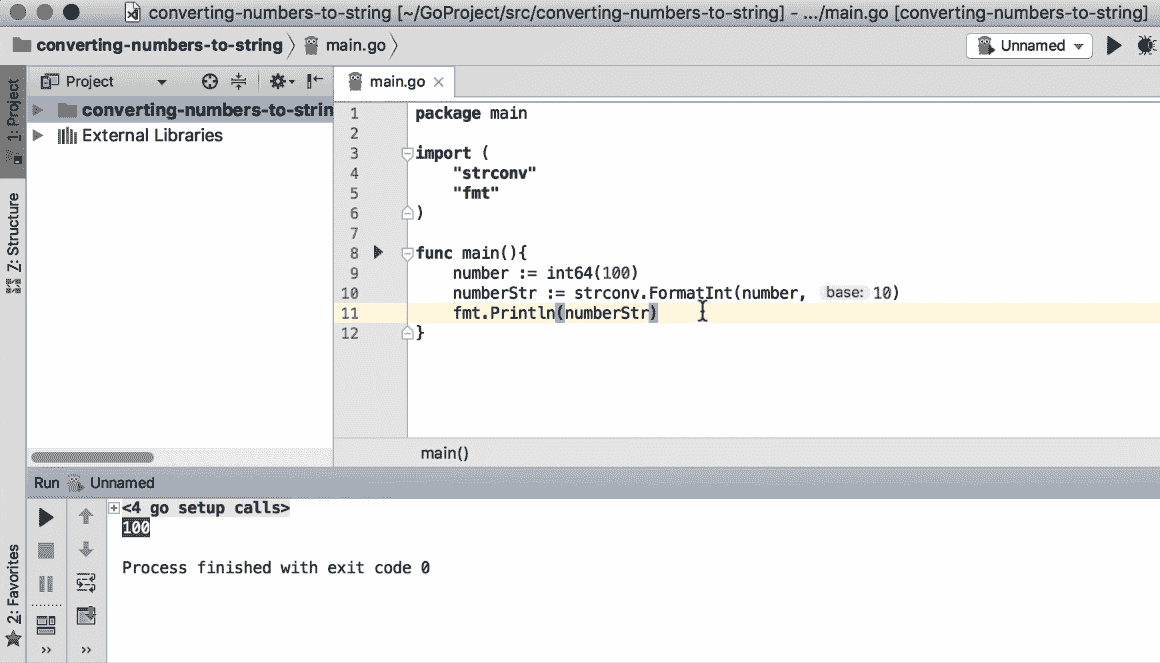 converting-numbers-to-string [~/GoProject/src/converting-numbers-to-string] - .../main.go [converting-numbers-to-string]
converting-numbers-to-string main.go
Unnamed
1: Project
Project
main.go
converting-numbers-to-strin
External Libraries
Z: Structure
2: Favorites
1 package main
2
3 import (
4 "strconv"
5 "fmt"
6 )
7
8 func main(){
9 number := int64(100)
10 numberStr := strconv.FormatInt(number, base: 10)
11 fmt.Println(numberStr)
12 }
main()
Run Unnamed
<4 go setup calls>
100
Process finished with exit code 0